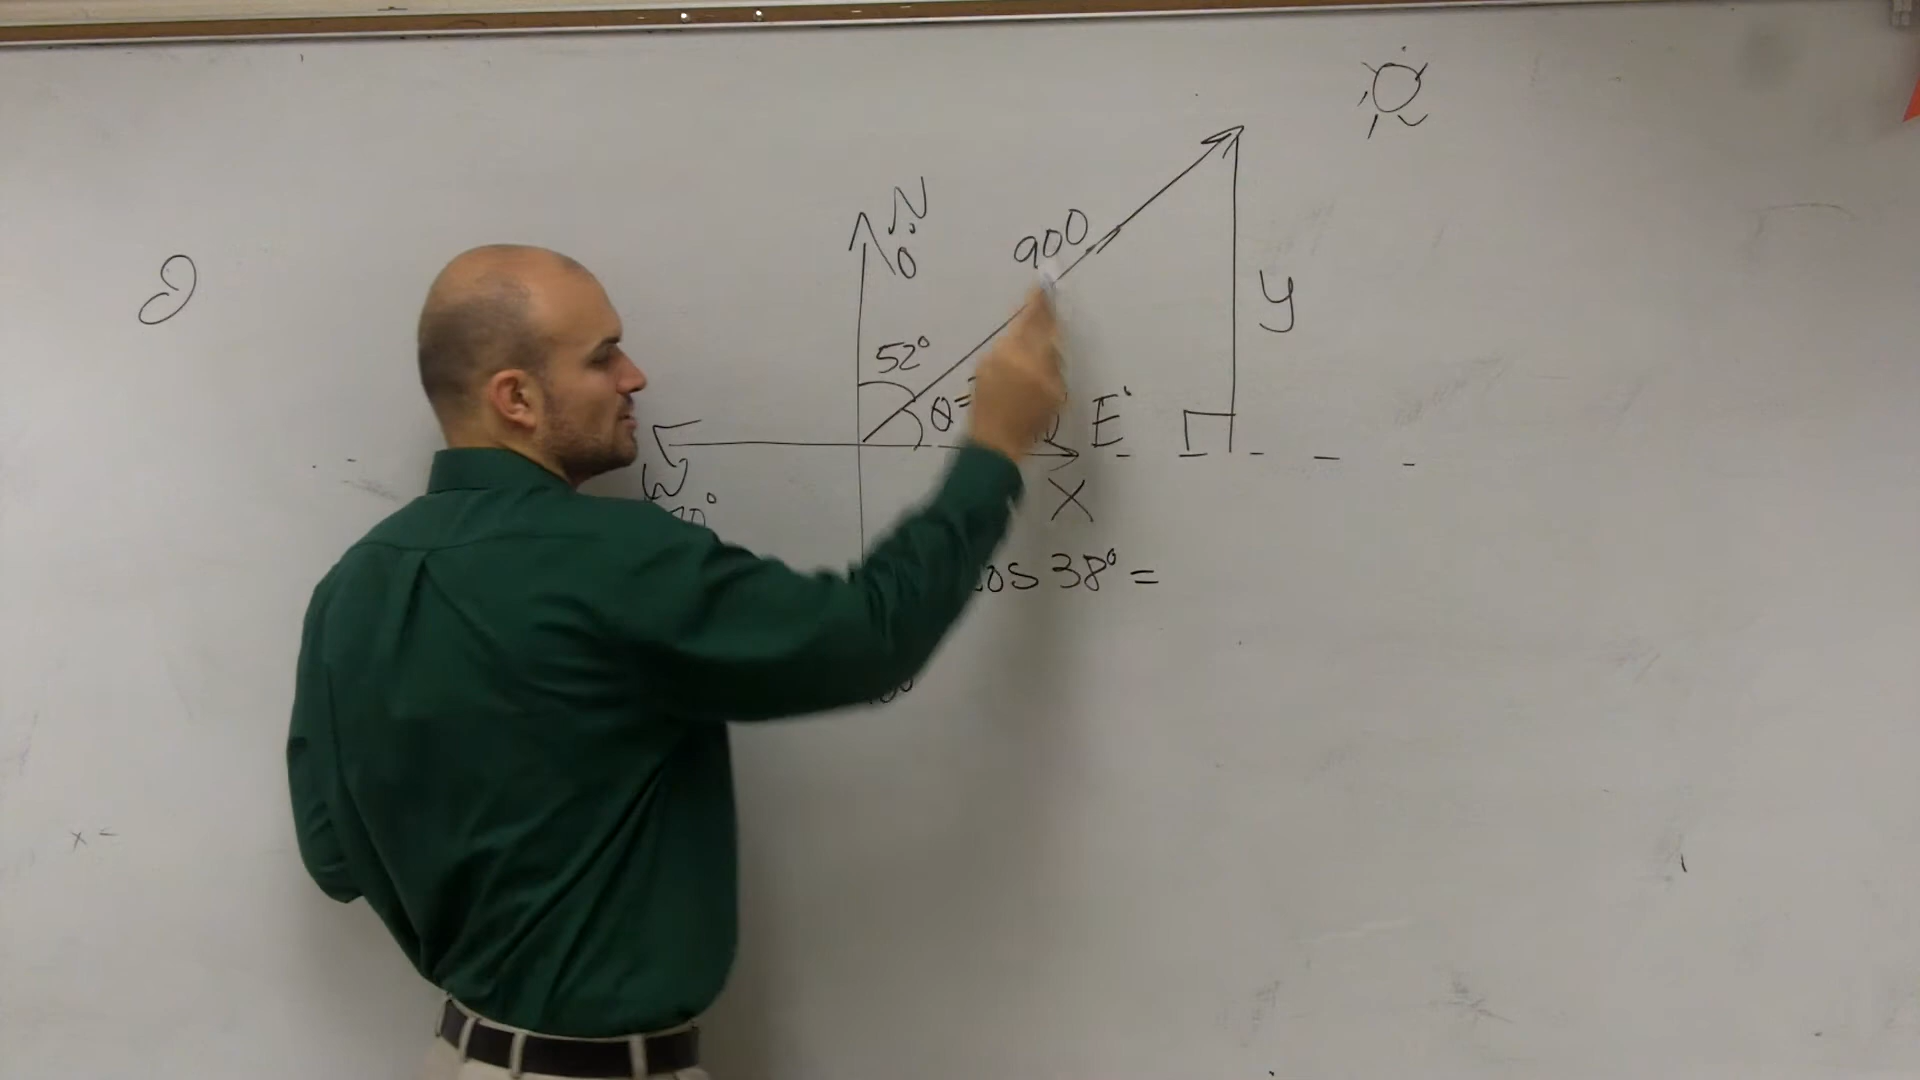 N
0
900
52°
y
θ=
E
W
x
cos 38° =
x =